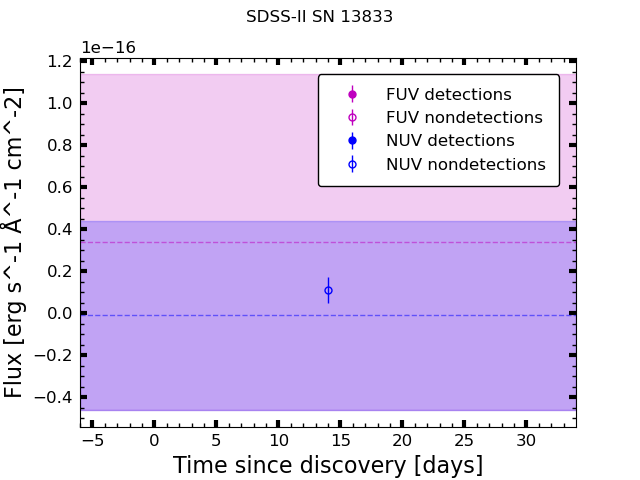 SDSS-II SN 13833
1e−16
1.2
1.0
0.8
0.6
0.4
0.2
0.0
−0.2
−0.4
Flux [erg s^-1 Å^-1 cm^-2]
FUV detections
FUV nondetections
NUV detections
NUV nondetections
−5 0 5 10 15 20 25 30
Time since discovery [days]